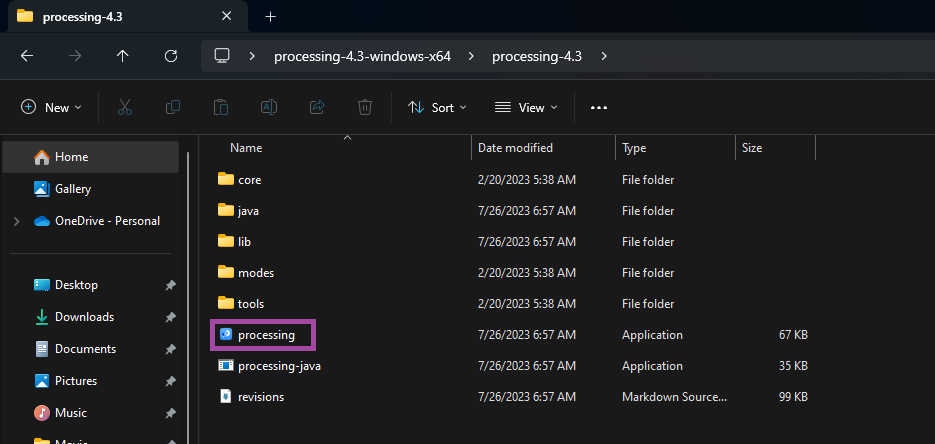 processing-4.3
processing-4.3-windows-x64 processing-4.3
New Sort View
Name Date modified Type Size
Home
Gallery
OneDrive - Personal
Desktop
Downloads
Documents
Pictures
Music
core 2/20/2023 5:38 AM File folder
java 7/26/2023 6:57 AM File folder
lib 7/26/2023 6:57 AM File folder
modes 2/20/2023 5:38 AM File folder
tools 2/20/2023 5:38 AM File folder
processing 7/26/2023 6:57 AM Application 67 KB
processing-java 7/26/2023 6:57 AM Application 35 KB
revisions 7/26/2023 6:57 AM Markdown Source... 99 KB